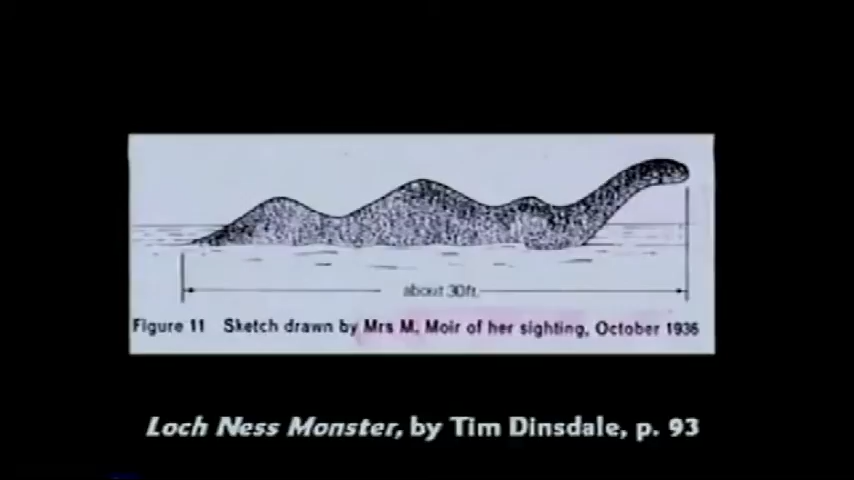 about 30ft.
Figure 11 Sketch drawn by Mrs M. Moir of her sighting, October 1936
Loch Ness Monster, by Tim Dinsdale, p. 93